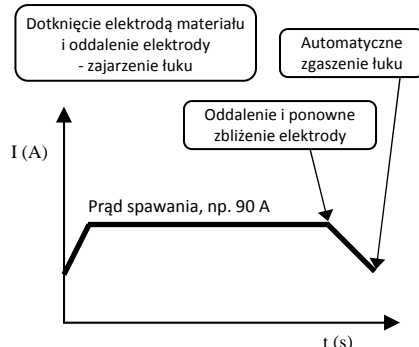 Dotknięcie elektrodą materiału
i oddalenie elektrody
- zajarzenie łuku
Automatyczne
zgaszenie łuku
Oddalenie i ponowne
zbliżenie elektrody
I (A)
Prąd spawania, np. 90 A
t (s)